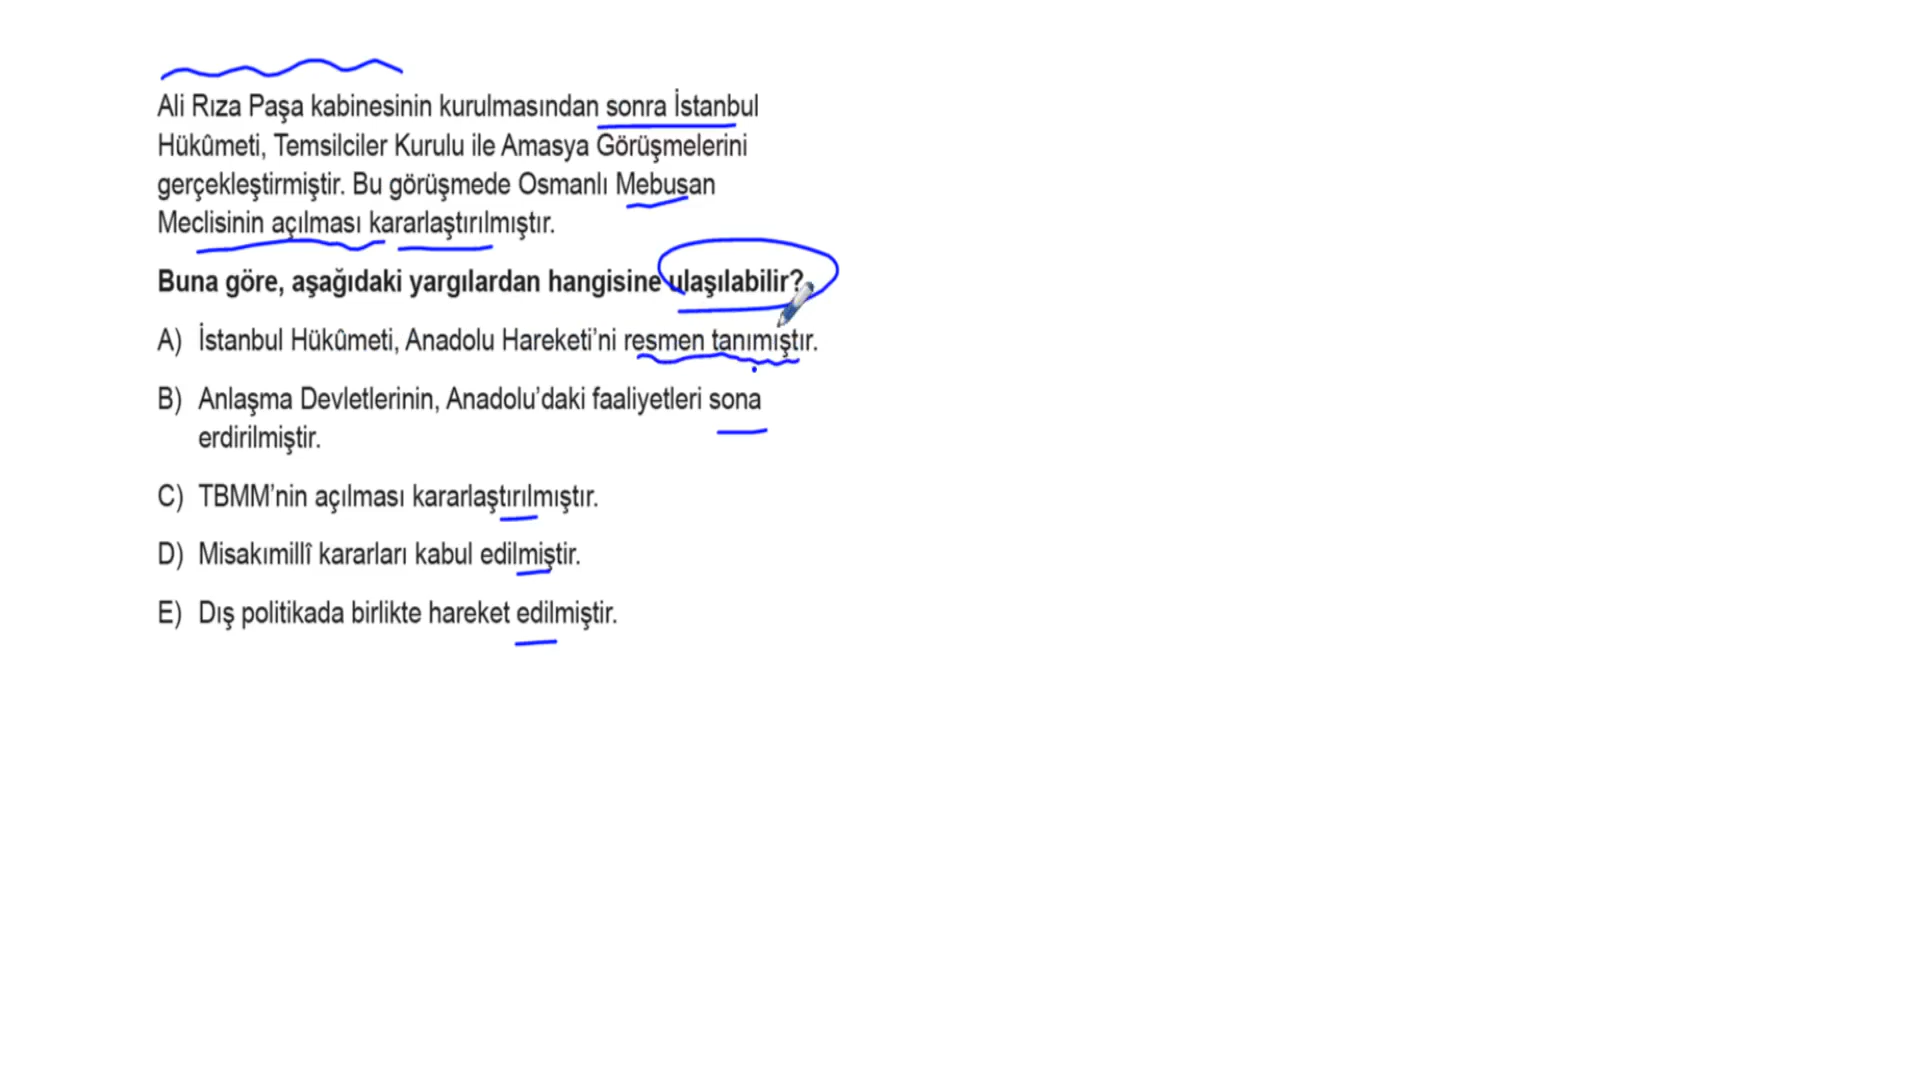 Ali Rıza Paşa kabinesinin kurulmasından sonra İstanbul
Hükûmeti, Temsilciler Kurulu ile Amasya Görüşmelerini
gerçekleştirmiştir. Bu görüşmede Osmanlı Mebusan
Meclisinin açılması kararlaştırılmıştır.
Buna göre, aşağıdaki yargılardan hangisine ulaşılabilir?
A) İstanbul Hükûmeti, Anadolu Hareketi’ni resmen tanımıştır.
B) Anlaşma Devletlerinin, Anadolu’daki faaliyetleri sona
erdirilmiştir.
C) TBMM’nin açılması kararlaştırılmıştır.
D) Misakımillî kararları kabul edilmiştir.
E) Dış politikada birlikte hareket edilmiştir.